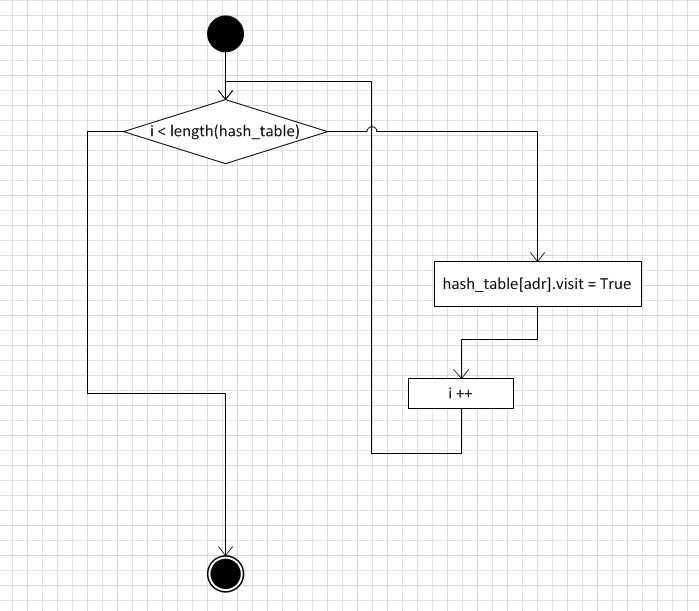 i < length(hash_table)
hash_table[adr].visit = True
i ++